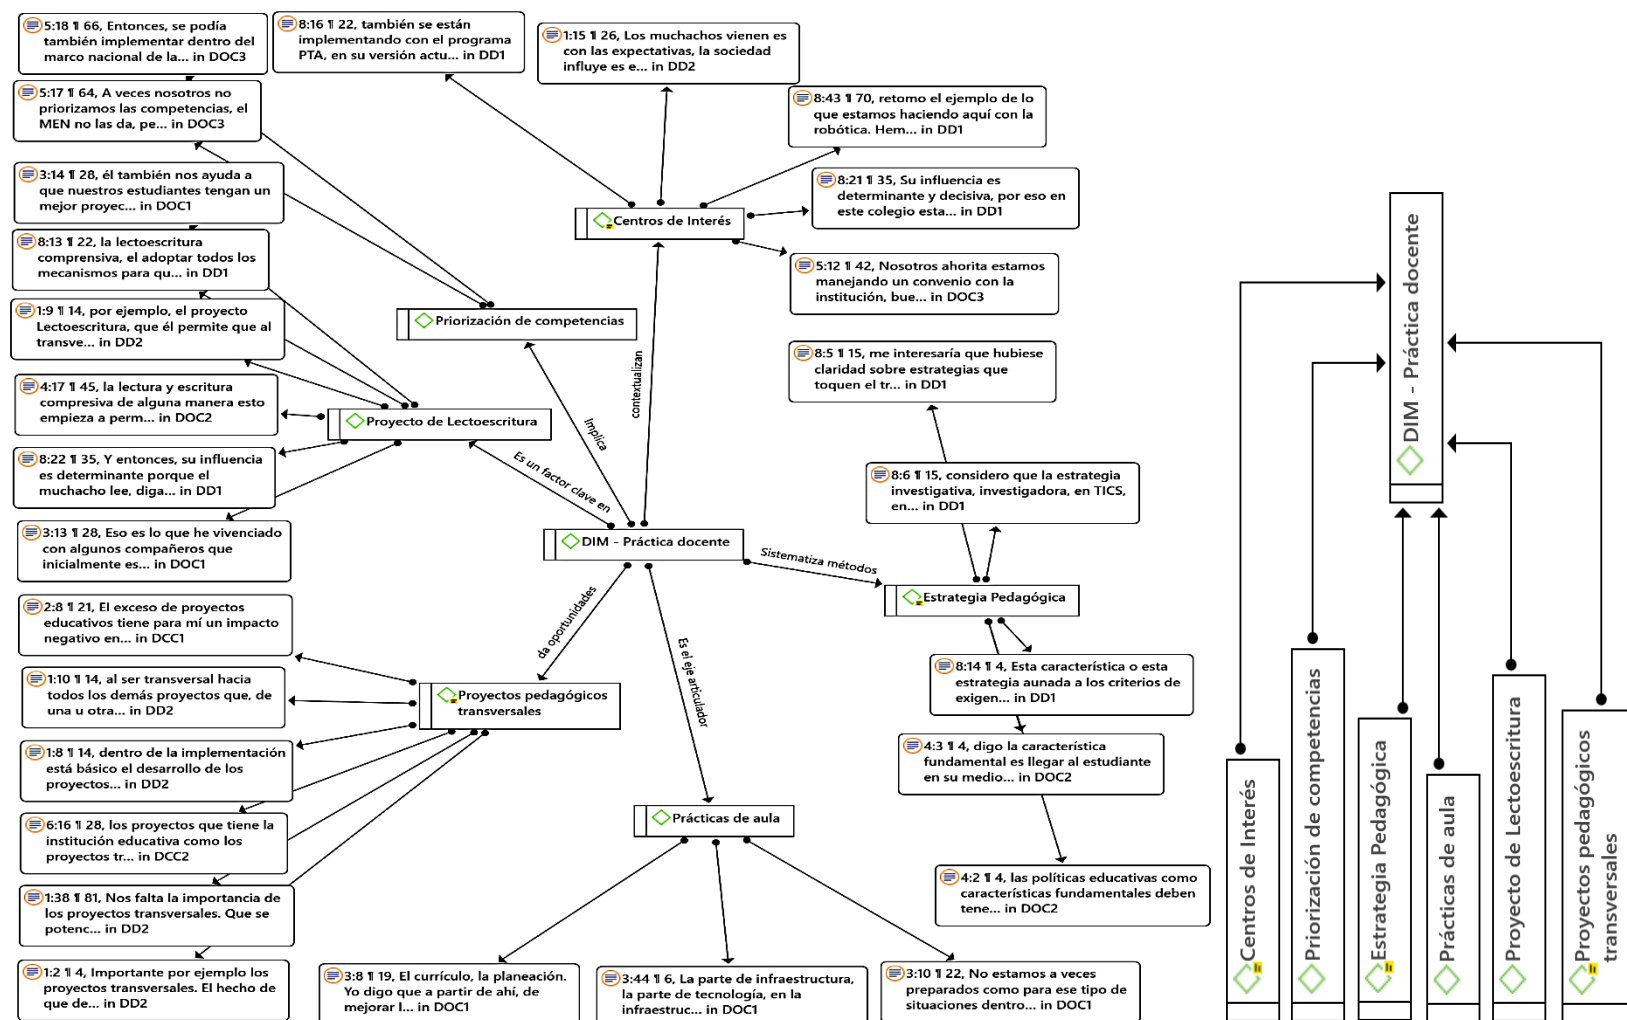 5:18 ¶ 66, Entonces, se podía
también implementar dentro del
marco nacional de la... in DOC3
8:16 ¶ 22, también se están
implementando con el programa
PTA, en su versión actu... in DD1
1:15 ¶ 26, Los muchachos vienen es
con las expectativas, la sociedad
influye es e... in DD2
5:17 ¶ 64, A veces nosotros no
priorizamos las competencias, el
MEN no las da, pe... in DOC3
8:43 ¶ 70, retomo el ejemplo de lo
que estamos haciendo aquí con la
robótica. Hem... in DD1
3:14 ¶ 28, él también nos ayuda a
que nuestros estudiantes tengan un
mejor proyec... in DOC1
8:21 ¶ 35, Su influencia es
determinante y decisiva, por eso en
este colegio esta... in DD1
Centros de Interés
8:13 ¶ 22, la lectoescritura
comprensiva, el adoptar todos los
mecanismos para qu... in DD1
5:12 ¶ 42, Nosotros ahorita estamos
manejando un convenio con la
institución, bue... in DOC3
1:9 ¶ 14, por ejemplo, el proyecto
Lectoescritura, que él permite que al
transve... in DD2
Priorización de competencias
contextualizan
8:5 ¶ 15, me interesaría que hubiese
claridad sobre estrategias que
toquen el tr... in DD1
4:17 ¶ 45, la lectura y escritura
compresiva de alguna manera esto
empieza a perm... in DOC2
Proyecto de Lectoescritura
Implica
8:22 ¶ 35, Y entonces, su influencia
es determinante porque el
muchacho lee, diga... in DD1
Es un factor clave en
8:6 ¶ 15, considero que la estrategia
investigativa, investigadora, en TICS,
en... in DD1
3:13 ¶ 28, Eso es lo que he vivenciado
con algunos compañeros que
inicialmente es... in DOC1
DIM - Práctica docente
Sistematiza métodos
Estrategia Pedagógica
2:8 ¶ 21, El exceso de proyectos
educativos tiene para mí un impacto
negativo en... in DCC1
da oportunidades
Es el eje articulador
8:14 ¶ 4, Esta característica o esta
estrategia aunada a los criterios de
exigen... in DD1
1:10 ¶ 14, al ser transversal hacia
todos los demás proyectos que, de
una u otra... in DD2
Proyectos pedagógicos
transversales
4:3 ¶ 4, digo la característica
fundamental es llegar al estudiante
en su medio... in DOC2
1:8 ¶ 14, dentro de la implementación
está básico el desarrollo de los
proyectos... in DD2
Prácticas de aula
6:16 ¶ 28, los proyectos que tiene la
institución educativa como los
proyectos tr... in DCC2
4:2 ¶ 4, las políticas educativas como
características fundamentales deben
tene... in DOC2
1:38 ¶ 81, Nos falta la importancia de
los proyectos transversales. Que se
potenc... in DD2
1:2 ¶ 4, Importante por ejemplo los
proyectos transversales. El hecho de
que de... in DD2
3:8 ¶ 19, El currículo, la planeación.
Yo digo que a partir de ahí, de
mejorar l... in DOC1
3:44 ¶ 6, La parte de infraestructura,
la parte de tecnología, en la
infraestruc... in DOC1
3:10 ¶ 22, No estamos a veces
preparados como para ese tipo de
situaciones dentro... in DOC1
DIM - Práctica docente
Centros de Interés
Priorización de competencias
Estrategia Pedagógica
Prácticas de aula
Proyecto de Lectoescritura
Proyectos pedagógicos
transversales